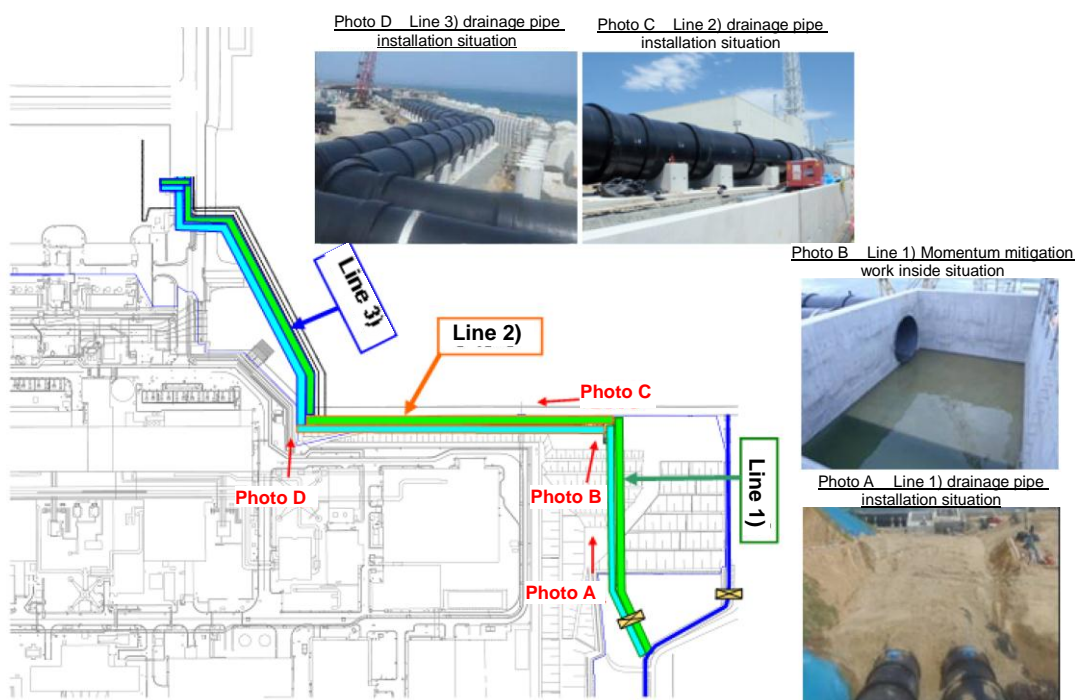 Photo D Line 3) drainage pipe
installation situation
Photo C Line 2) drainage pipe
installation situation
Photo B Line 1) Momentum mitigation
work inside situation
Line 3)
Line 2)
Photo C
Photo D
Photo B
Line 1)
Photo A
Photo A Line 1) drainage pipe
installation situation